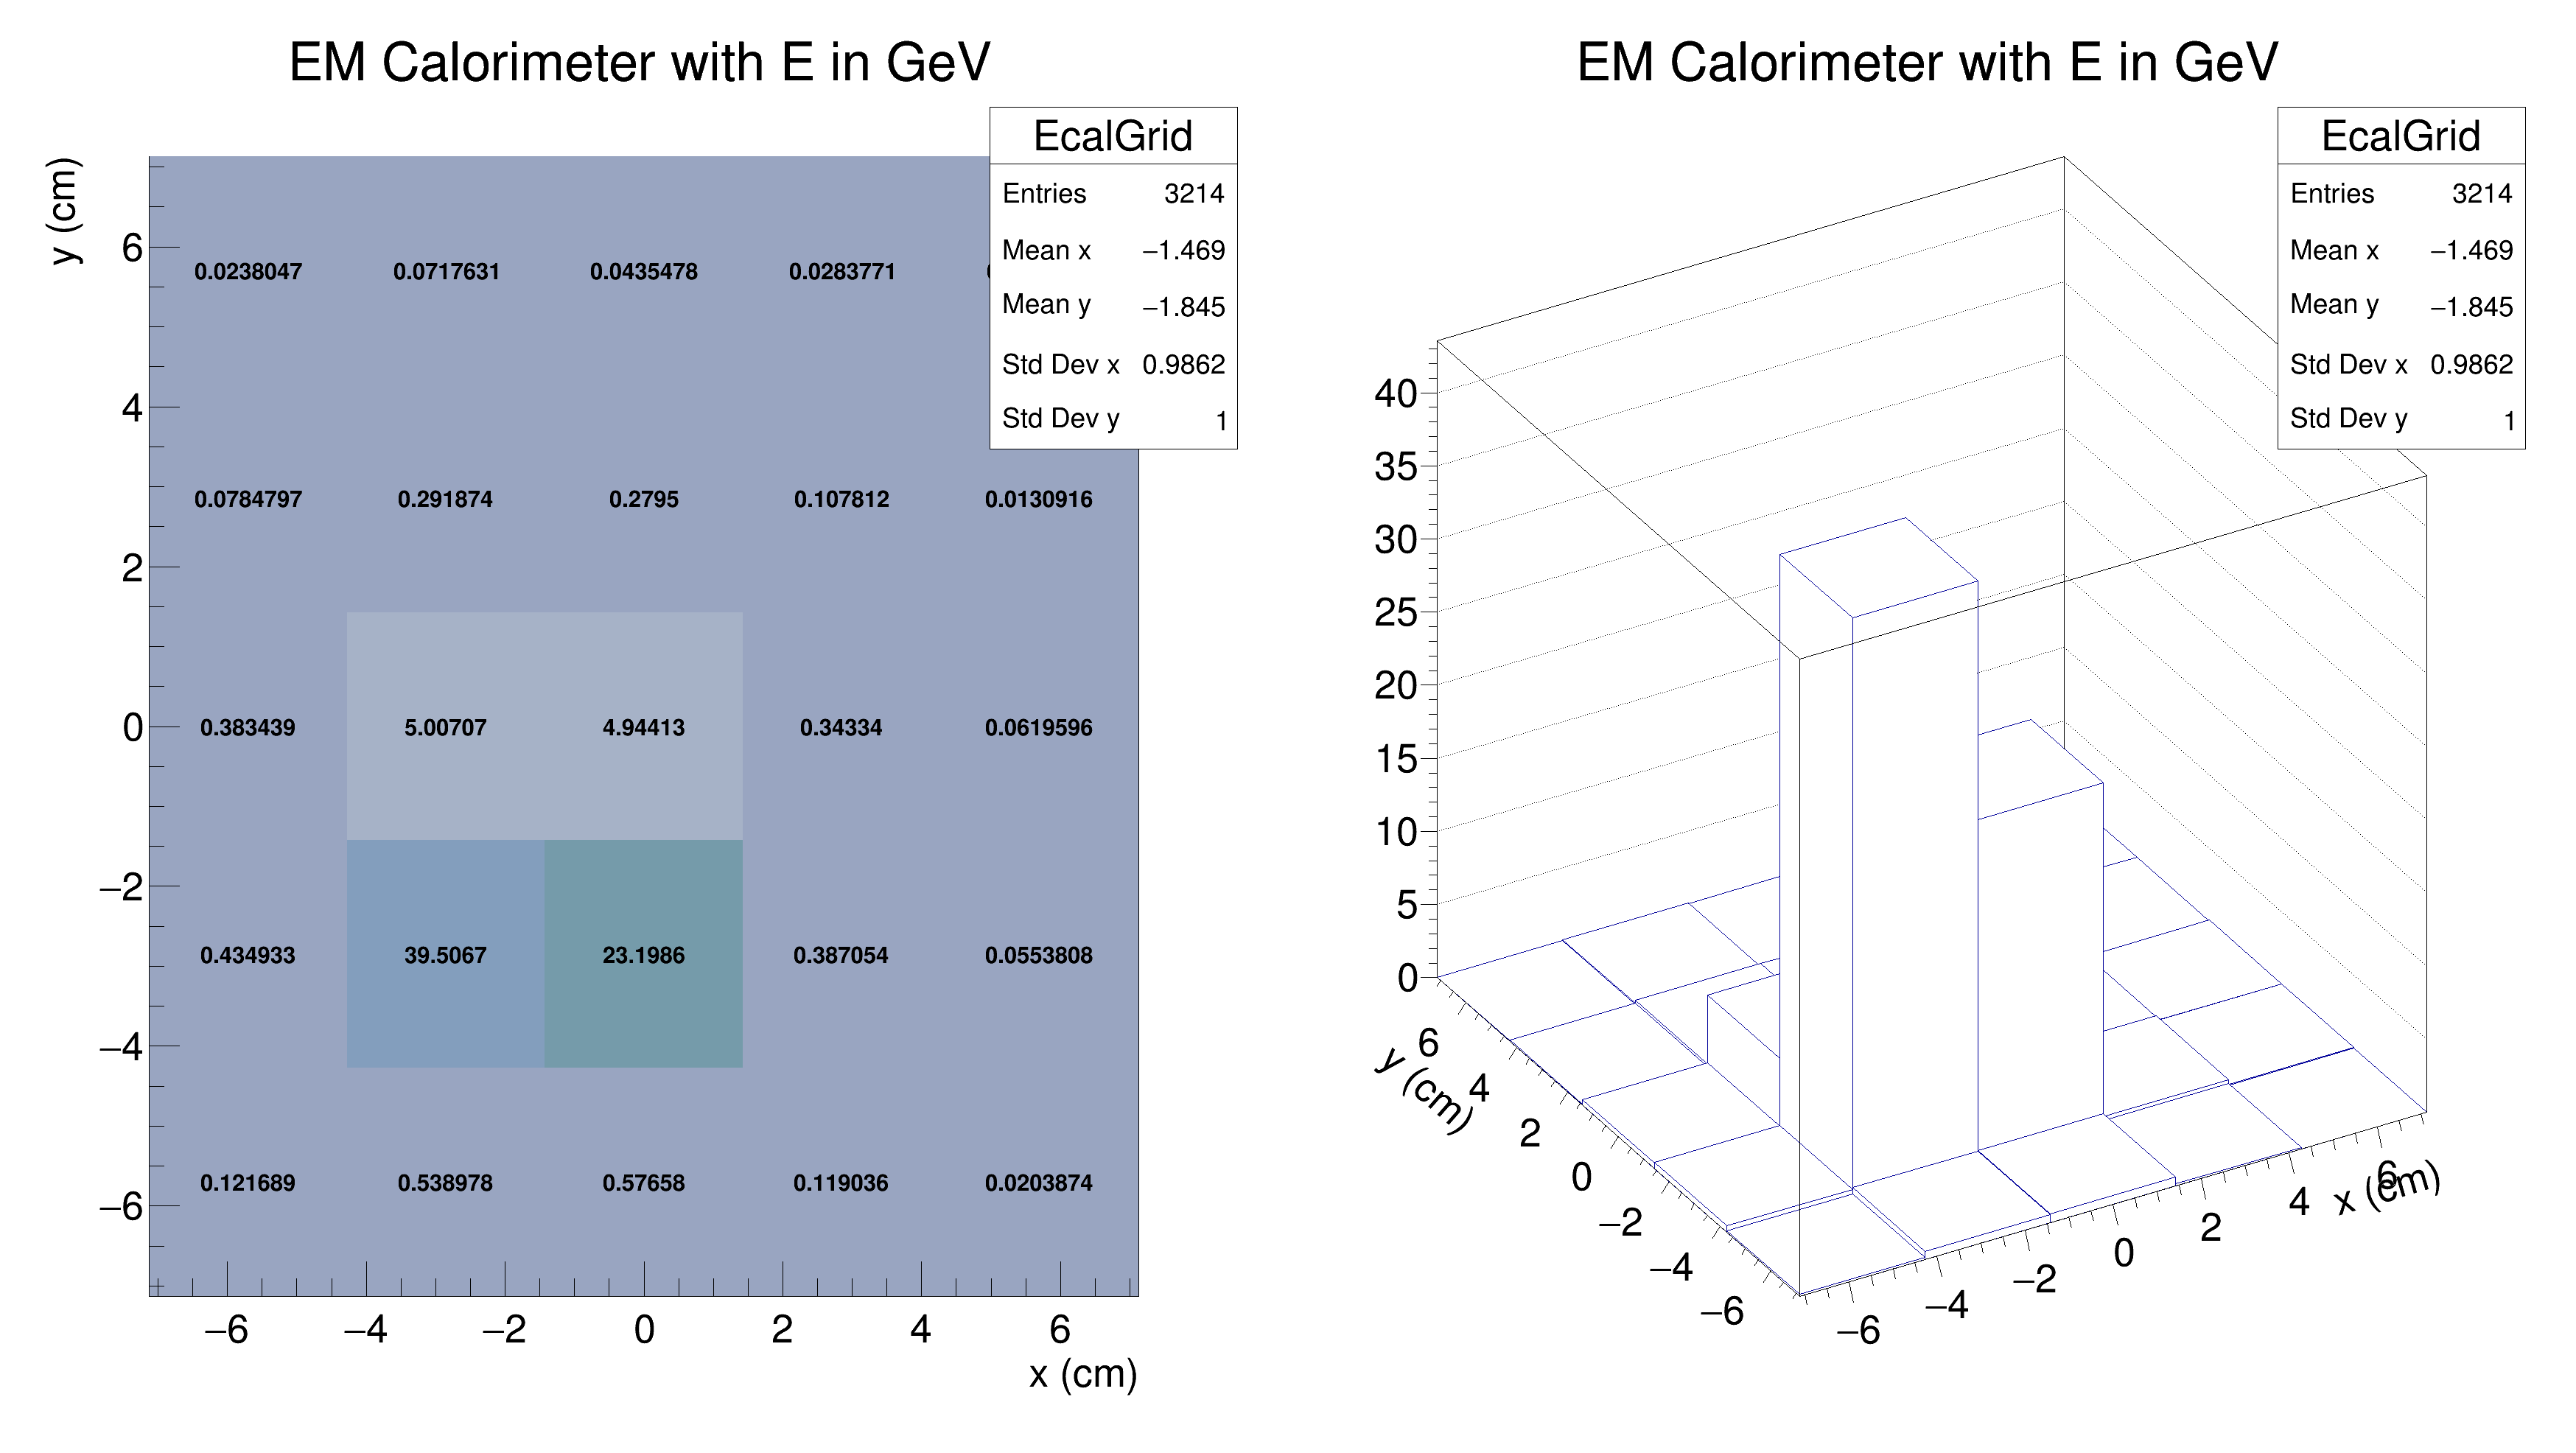 EM Calorimeter with E in GeV
EcalGrid
Entries 3214
Mean x −1.469
Mean y −1.845
Std Dev x 0.9862
Std Dev y 1
y (cm)
6
4
2
0
−2
−4
−6
0.0238047 0.0717631 0.0435478 0.0283771
0.0784797 0.291874 0.2795 0.107812 0.0130916
0.383439 5.00707 4.94413 0.34334 0.0619596
0.434933 39.5067 23.1986 0.387054 0.0553808
0.121689 0.538978 0.57658 0.119036 0.0203874
−6 −4 −2 0 2 4 6
x (cm)
EM Calorimeter with E in GeV
EcalGrid
Entries 3214
Mean x −1.469
Mean y −1.845
Std Dev x 0.9862
Std Dev y 1
40
35
30
25
20
15
10
5
0
6
4
2
0
−2
−4
−6
y (cm)
−6 −4 −2 0 2 4 6
x (cm)